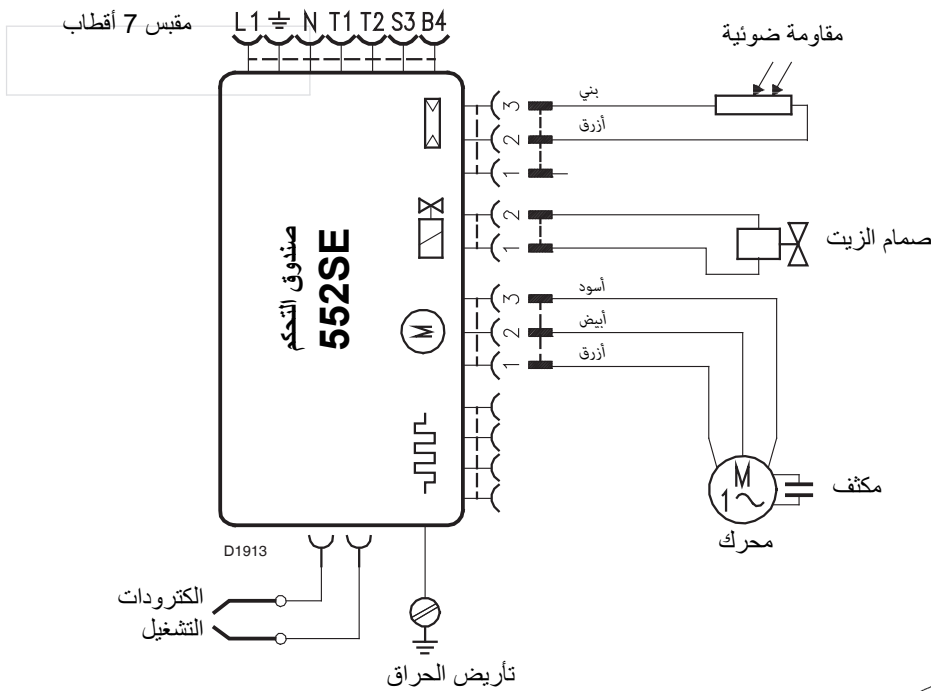 مقبس 7 أقطاب
L1 ⏚ N T1 T2 S3 B4
مقاومة ضوئية
3 بني
2 أزرق
1
2
1
صمام الزيت
صندوق التحكم
552SE
3 أسود
2 أبيض
1 أزرق
M
M
1~
مكثف
محرك
D1913
الكترودات
التشغيل
تأريض الحراق